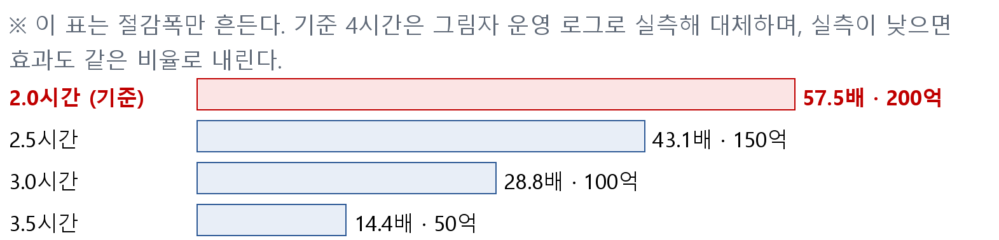 ※ 이 표는 절감폭만 흔든다. 기준 4시간은 그림자 운영 로그로 실측해 대체하며, 실측이 낮으면
효과도 같은 비율로 내린다.
2.0시간 (기준) 57.5배 · 200억
2.5시간 43.1배 · 150억
3.0시간 28.8배 · 100억
3.5시간 14.4배 · 50억